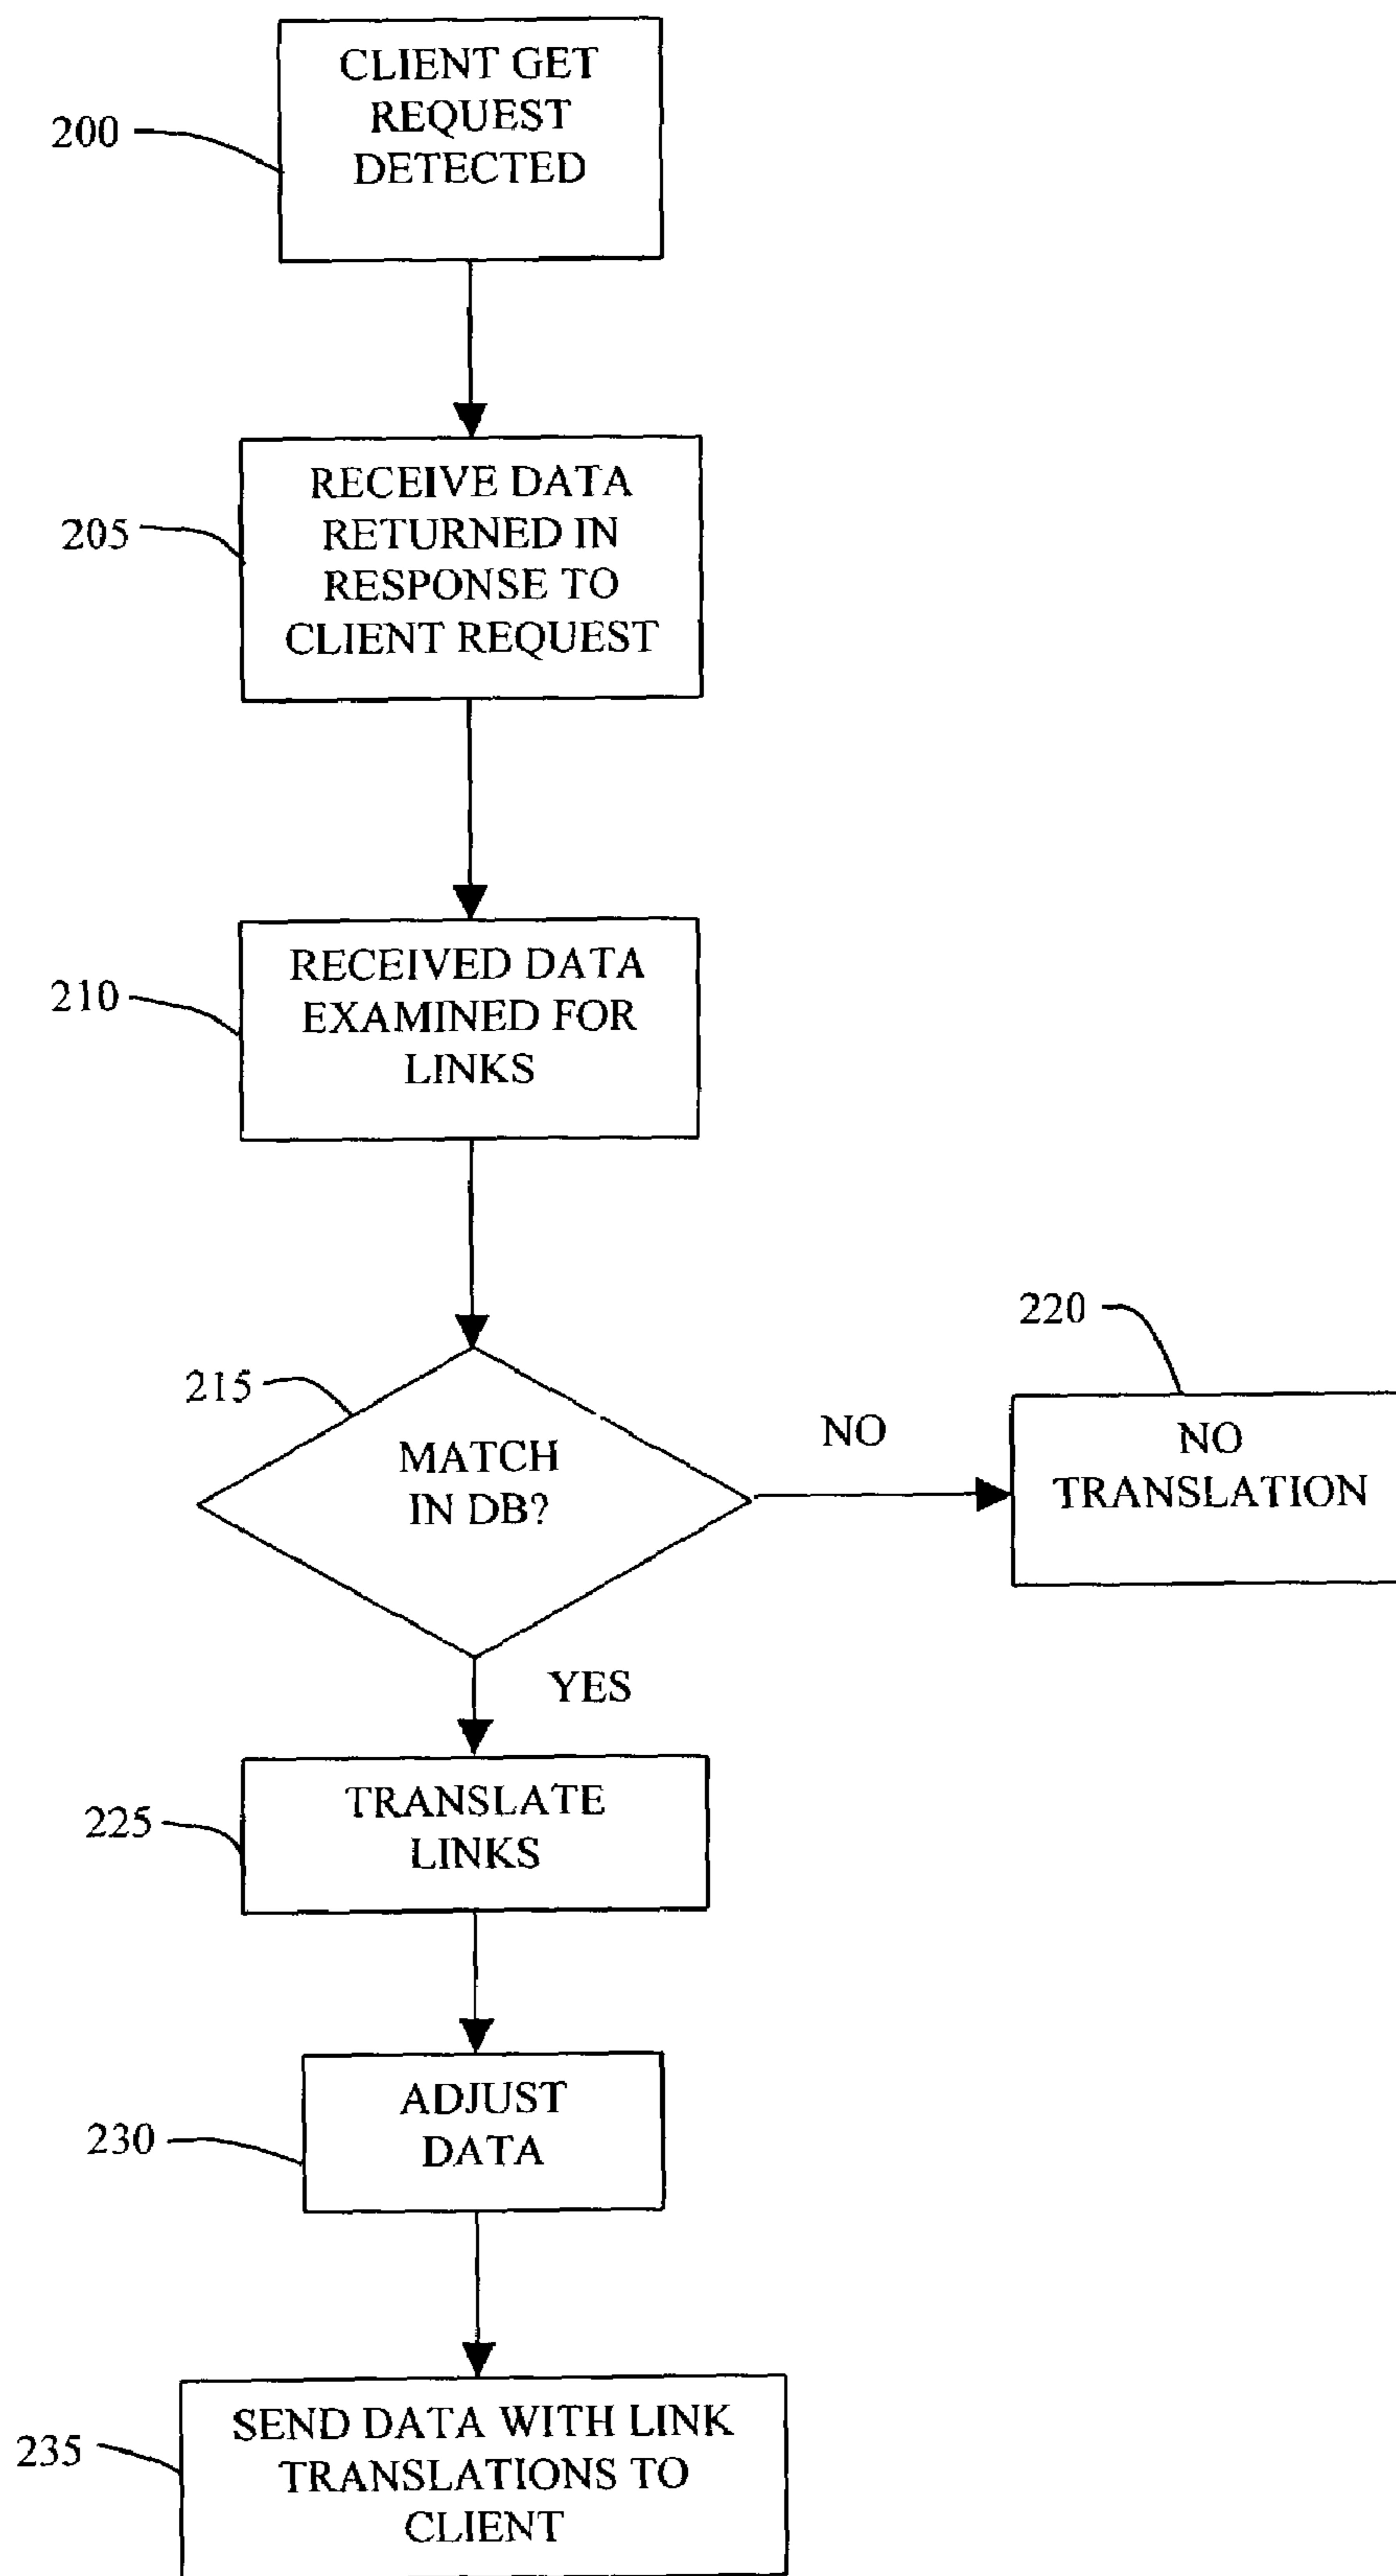 CLIENT GET
REQUEST
DETECTED
200
RECEIVE DATA
RETURNED IN
RESPONSE TO
CLIENT REQUEST
205
RECEIVED DATA
EXAMINED FOR
LINKS
210
220
215
MATCH
IN DB?
NO
NO
TRANSLATION
YES
TRANSLATE
LINKS
225
ADJUST
DATA
230
SEND DATA WITH LINK
TRANSLATIONS TO
CLIENT
235